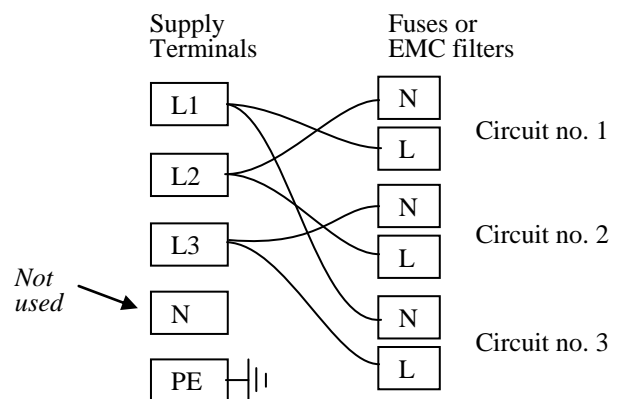 Supply
Terminals
Fuses or
EMC filters
L1
N
L
Circuit no. 1
L2
N
L
Circuit no. 2
L3
Not
used
N
N
L
Circuit no. 3
PE